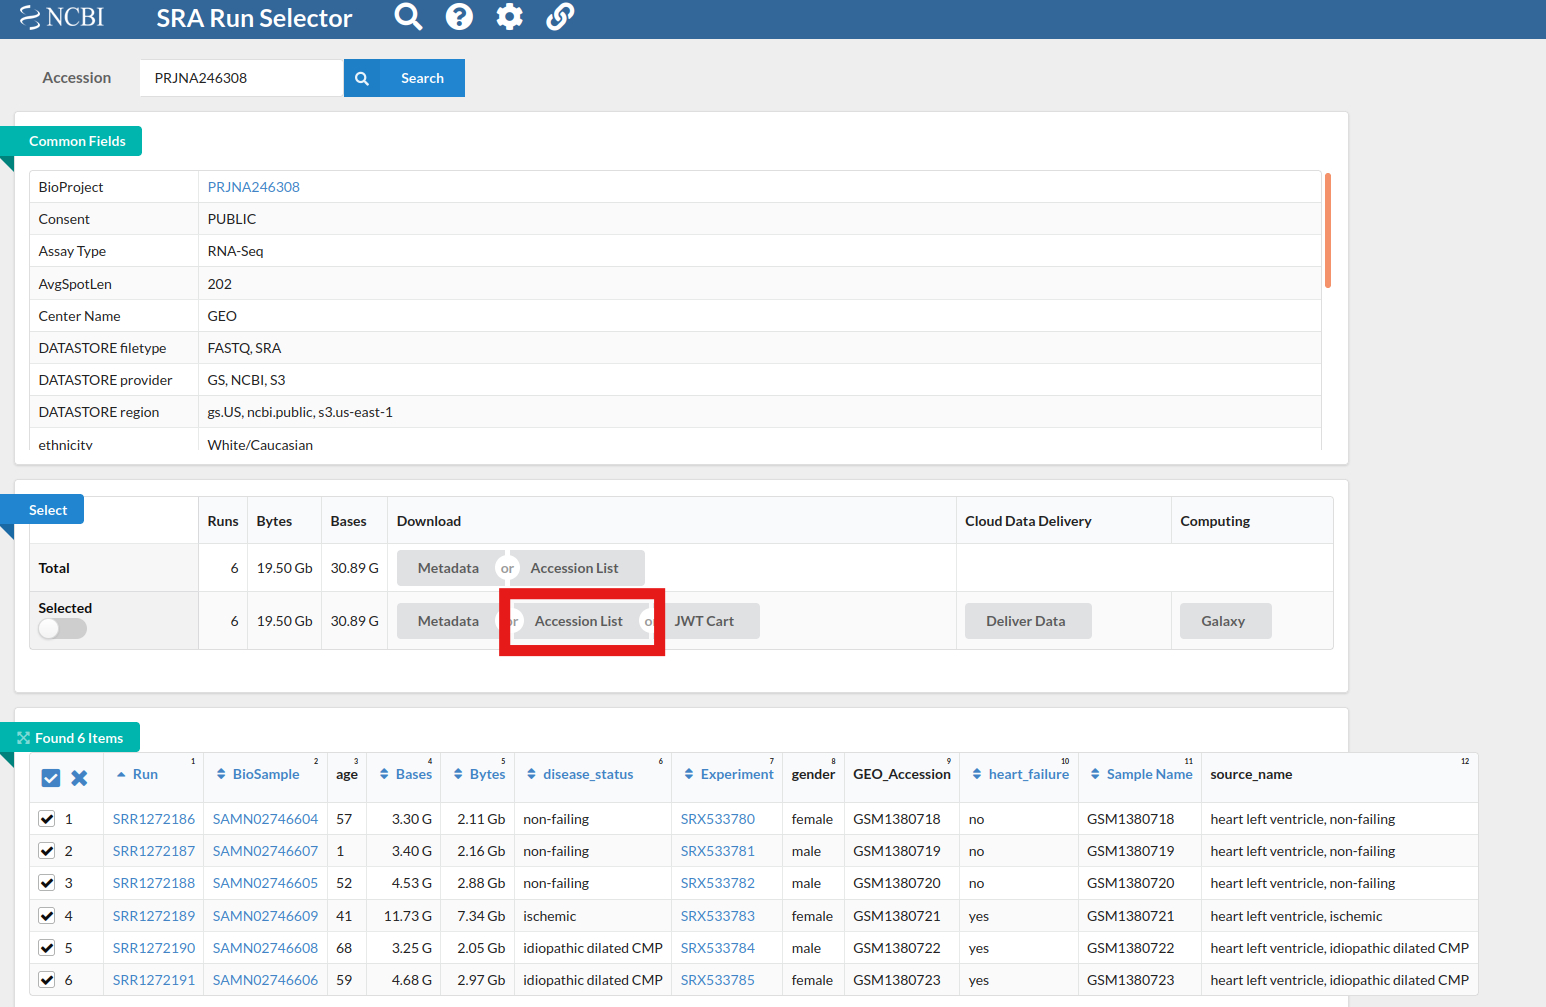 NCBI SRA Run Selector
Accession PRJNA246308 Search
Common Fields
BioProject PRJNA246308
Consent PUBLIC
Assay Type RNA-Seq
AvgSpotLen 202
Center Name GEO
DATASTORE filetype FASTQ, SRA
DATASTORE provider GS, NCBI, S3
DATASTORE region gs.US, ncbi.public, s3.us-east-1
ethnicity White/Caucasian
Select
Runs Bytes Bases Download Cloud Data Delivery Computing
Total 6 19.50 Gb 30.89 G Metadata or Accession List
Selected 6 19.50 Gb 30.89 G Metadata or Accession List or JWT Cart Deliver Data Galaxy
Found 6 Items
1 2 3 4 5 6 7 8 9 10 11 12
Run BioSample age Bases Bytes disease_status Experiment gender GEO_Accession heart_failure Sample Name source_name
1 SRR1272186 SAMN02746604 57 3.30 G 2.11 Gb non-failing SRX533780 female GSM1380718 no GSM1380718 heart left ventricle, non-failing
2 SRR1272187 SAMN02746607 1 3.40 G 2.16 Gb non-failing SRX533781 male GSM1380719 no GSM1380719 heart left ventricle, non-failing
3 SRR1272188 SAMN02746605 52 4.53 G 2.88 Gb non-failing SRX533782 male GSM1380720 no GSM1380720 heart left ventricle, non-failing
4 SRR1272189 SAMN02746609 41 11.73 G 7.34 Gb ischemic SRX533783 female GSM1380721 yes GSM1380721 heart left ventricle, ischemic
5 SRR1272190 SAMN02746608 68 3.25 G 2.05 Gb idiopathic dilated CMP SRX533784 male GSM1380722 yes GSM1380722 heart left ventricle, idiopathic dilated CMP
6 SRR1272191 SAMN02746606 59 4.68 G 2.97 Gb idiopathic dilated CMP SRX533785 female GSM1380723 yes GSM1380723 heart left ventricle, idiopathic dilated CMP